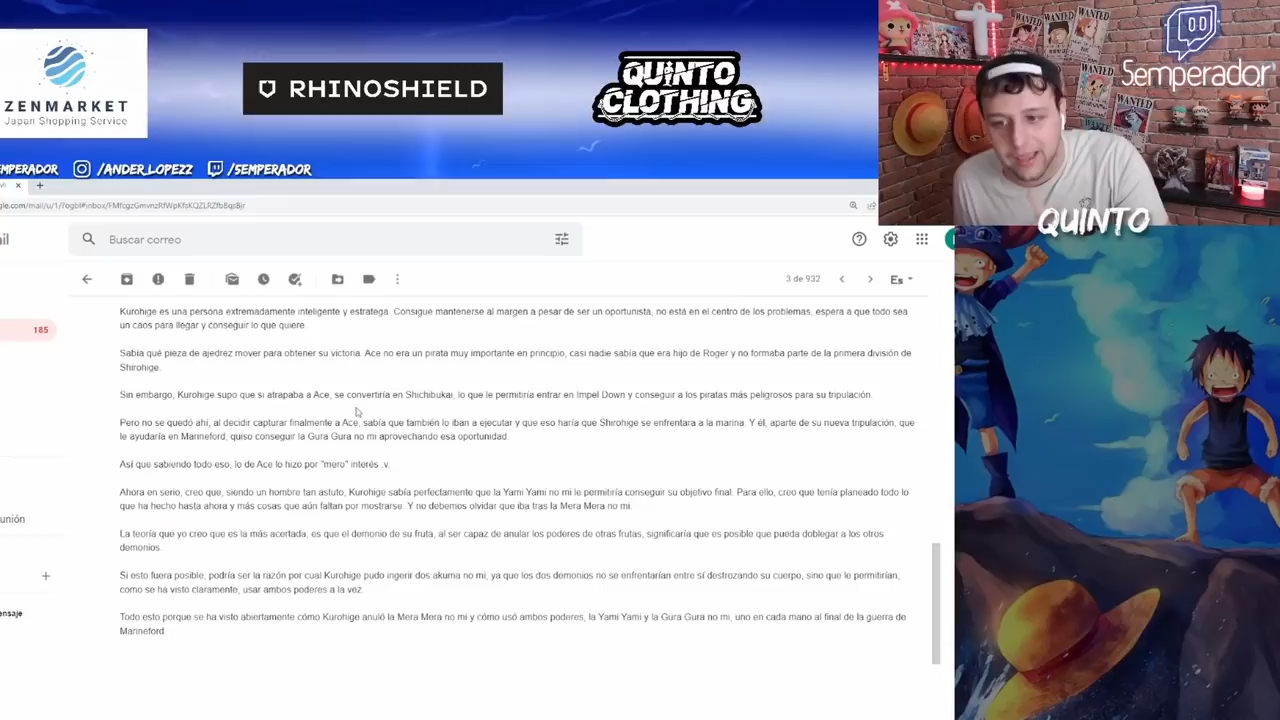 ZENMARKET
Japan Shopping Service
RHINOSHIELD
QUINTO
CLOTHING
EMPERADOR /ANDER_LOPEZZ /5EMPERADOR
WANTED
WANTED
WANTED
WANTED
5emperador
QUINTO
Buscar correo
3 de 932
Es
185
Kurohige es una persona extremadamente inteligente y estratega. Consigue mantenerse al margen a pesar de ser un oportunista, no está en el centro de los problemas, espera a que todo sea
un caos para llegar y conseguir lo que quiere.
Sabía qué pieza de ajedrez mover para obtener su victoria. Ace no era un pirata muy importante en principio, casi nadie sabía que era hijo de Roger y no formaba parte de la primera división de
Shirohige.
Sin embargo, Kurohige supo que si atrapaba a Ace, se convertiría en Shichibukai, lo que le permitiría entrar en Impel Down y conseguir a los piratas más peligrosos para su tripulación.
Pero no se quedó ahí, al decidir capturar finalmente a Ace, sabía que también lo iban a ejecutar y que eso haría que Shirohige se enfrentara a la marina. Y él, aparte de su nueva tripulación, que
le ayudaría en Marineford, quiso conseguir la Gura Gura no mi aprovechando esa oportunidad.
Así que sabiendo todo eso, lo de Ace lo hizo por "mero" interés .v.
Ahora en serio, creo que, siendo un hombre tan astuto, Kurohige sabía perfectamente que la Yami Yami no mi le permitiría conseguir su objetivo final. Para ello, creo que tenía planeado todo lo
que ha hecho hasta ahora y más cosas que aún faltan por mostrarse. Y no debemos olvidar que iba tras la Mera Mera no mi.
unión
La teoría que yo creo que es la más acertada, es que el demonio de su fruta, al ser capaz de anular los poderes de otras frutas, significaría que es posible que pueda doblegar a los otros
demonios.
Si esto fuera posible, podría ser la razón por cual Kurohige pudo ingerir dos akuma no mi, ya que los dos demonios no se enfrentarían entre sí destrozando su cuerpo, sino que le permitirían,
como se ha visto claramente, usar ambos poderes a la vez.
ensaje
Todo esto porque se ha visto abiertamente cómo Kurohige anuló la Mera Mera no mi y cómo usó ambos poderes, la Yami Yami y la Gura Gura no mi, uno en cada mano al final de la guerra de
Marineford